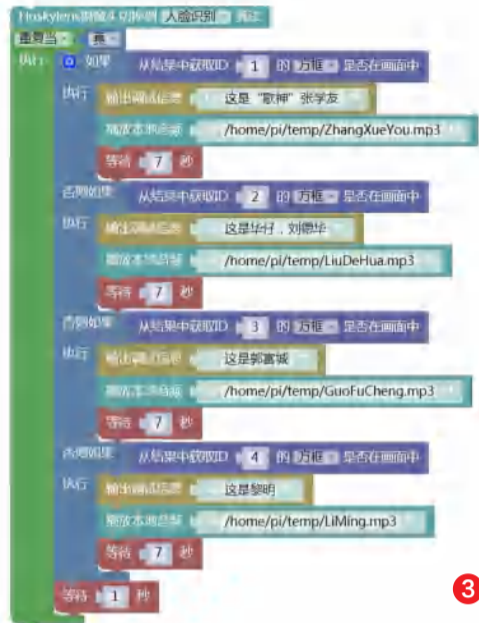 Huskylens切换到 人脸识别 算法
重复当 真
执行 如果 从结果中获取ID 1 的 方框 是否在画面中
执行 输出调试信息 这是“歌神”张学友
播放本地音频 /home/pi/temp/ZhangXueYou.mp3
等待 7 秒
否则如果 从结果中获取ID 2 的 方框 是否在画面中
执行 输出调试信息 这是华仔，刘德华
播放本地音频 /home/pi/temp/LiuDeHua.mp3
等待 7 秒
否则如果 从结果中获取ID 3 的 方框 是否在画面中
执行 输出调试信息 这是郭富城
播放本地音频 /home/pi/temp/GuoFuCheng.mp3
等待 7 秒
否则如果 从结果中获取ID 4 的 方框 是否在画面中
执行 输出调试信息 这是黎明
播放本地音频 /home/pi/temp/LiMing.mp3
等待 7 秒
等待 1 秒
3